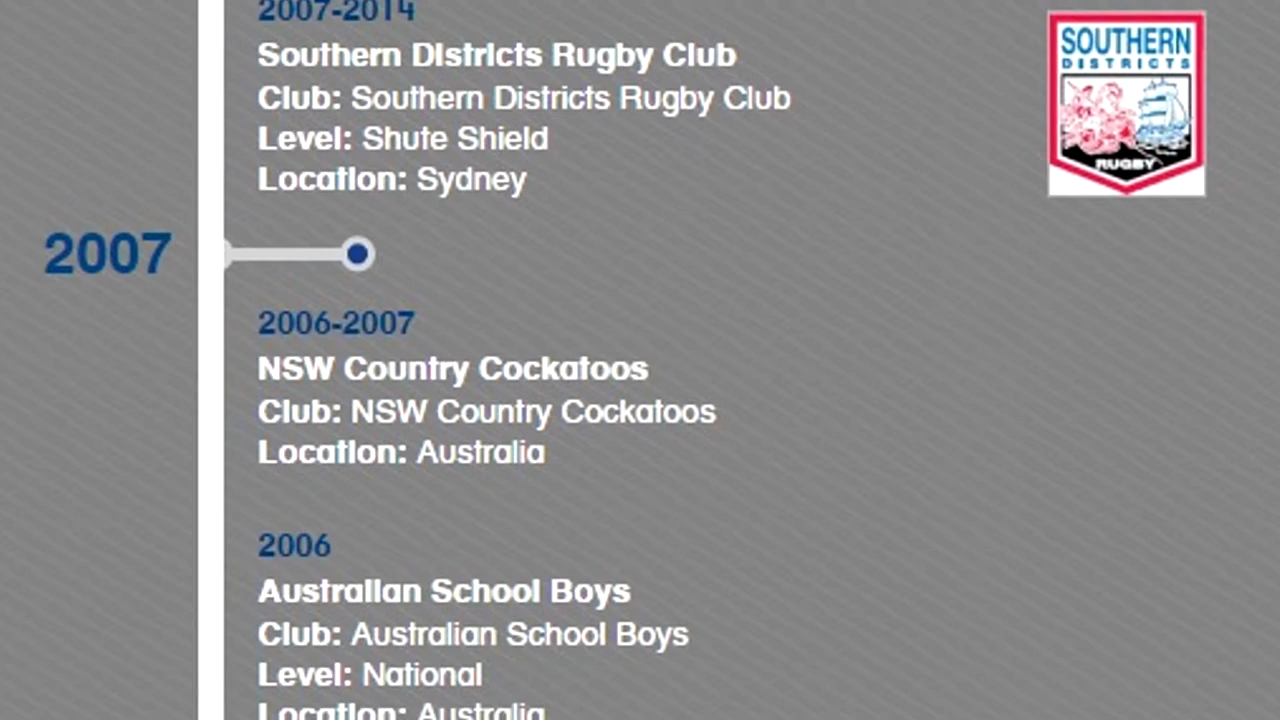 2007-2014
Southern Districts Rugby Club
Club: Southern Districts Rugby Club
Level: Shute Shield
Location: Sydney
SOUTHERN
DISTRICTS
RUGBY
2007
2006-2007
NSW Country Cockatoos
Club: NSW Country Cockatoos
Location: Australia
2006
Australian School Boys
Club: Australian School Boys
Level: National
Location: Australia